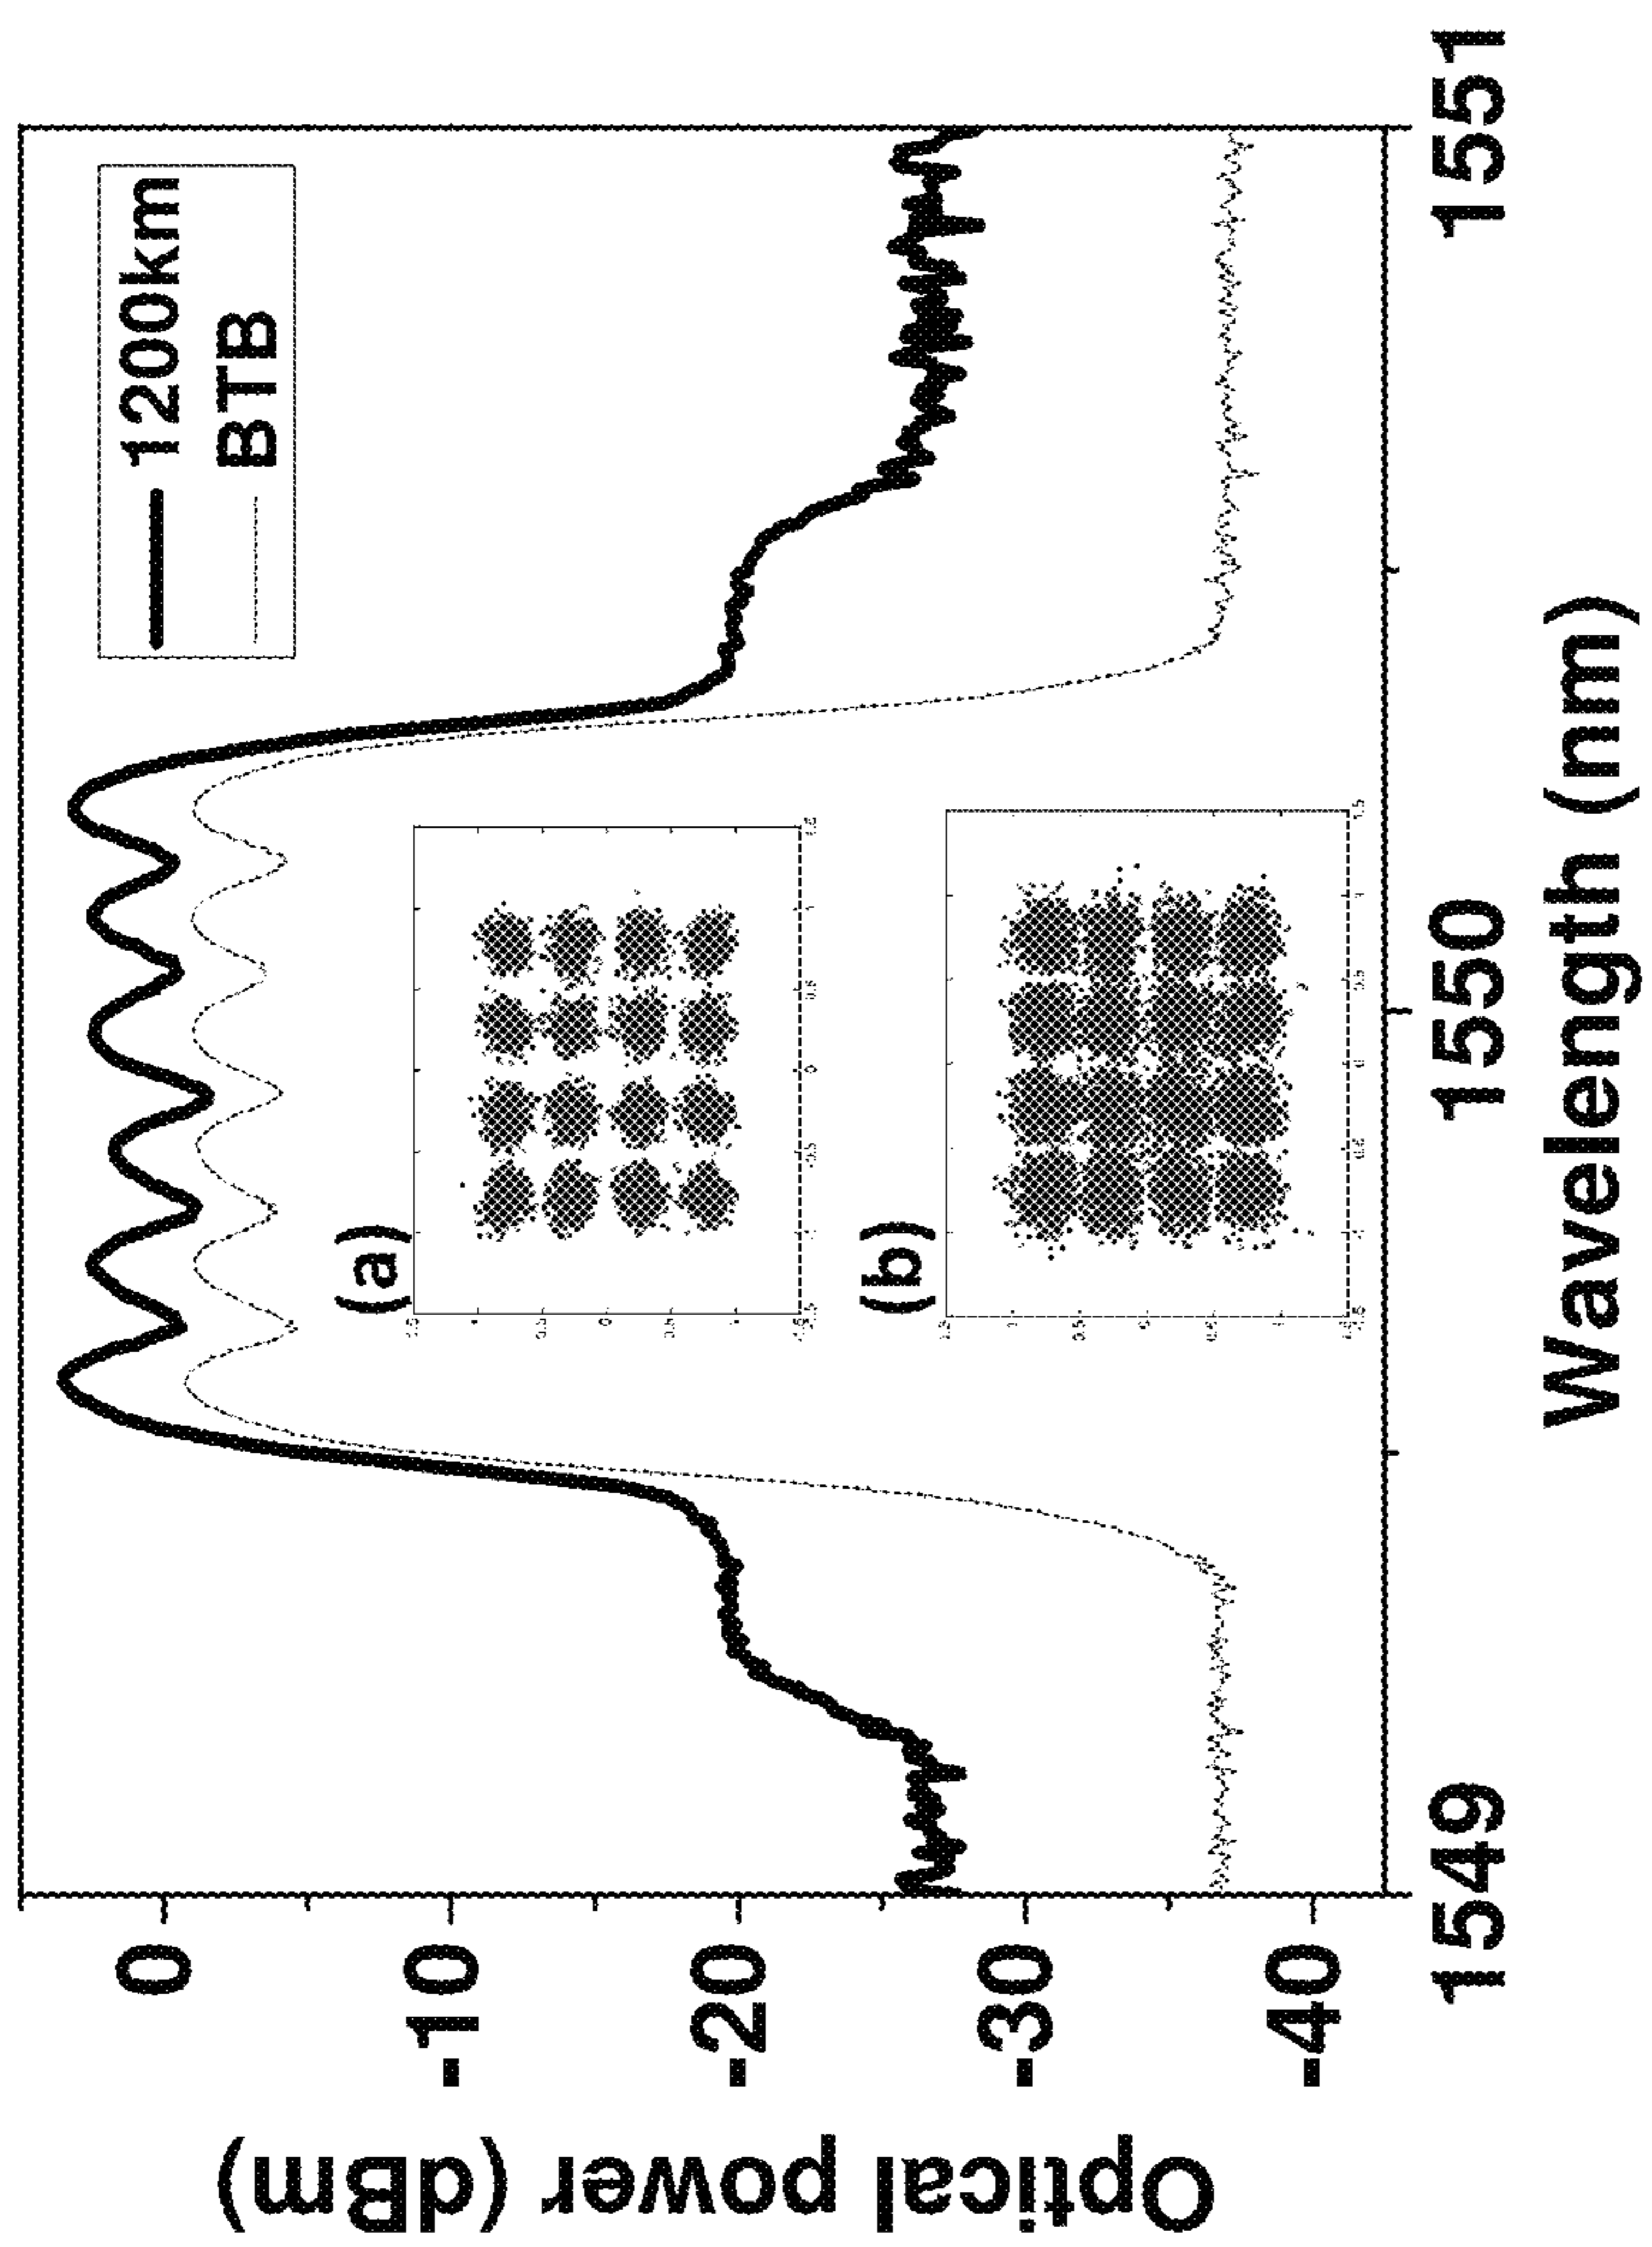 1200km
BTB
Optical power (dBm)
0
-10
-20
-30
-40
(a)
(b)
1549
1550
1551
Wavelength (nm)